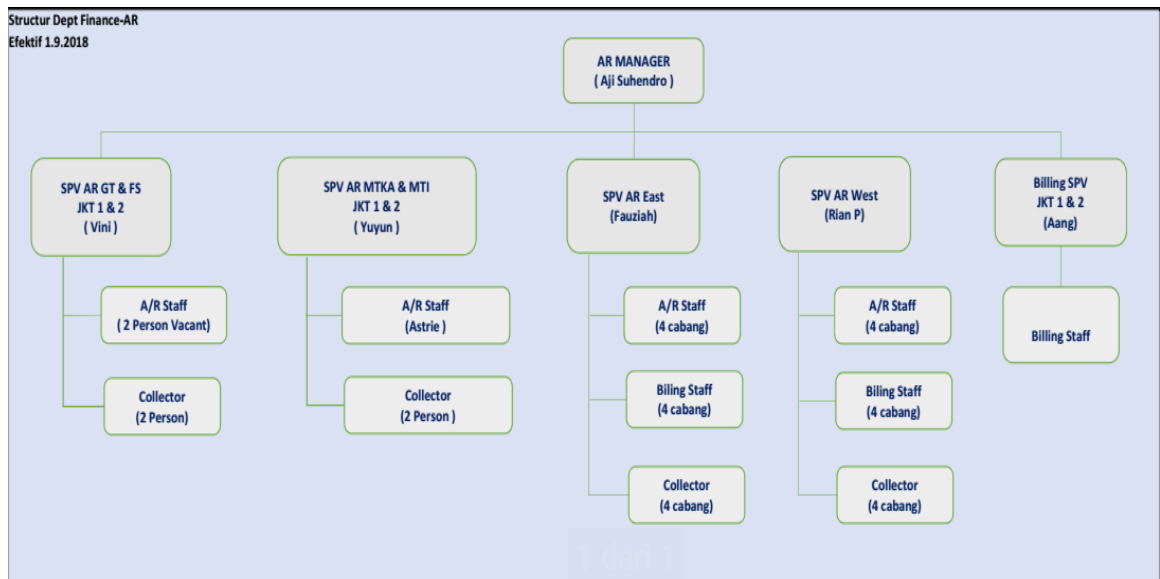 Structur Dept Finance-AR
Efektif 1.9.2018
AR MANAGER
( Aji Suhendro )
SPV AR GT & FS
JKT 1 & 2
( Vini )
SPV AR MTKA & MTI
JKT 1 & 2
( Yuyun )
SPV AR East
(Fauziah)
SPV AR West
(Rian P)
Billing SPV
JKT 1 & 2
(Aang)
A/R Staff
( 2 Person Vacant)
A/R Staff
(Astrie )
A/R Staff
(4 cabang)
A/R Staff
(4 cabang)
Billing Staff
Collector
(2 Person)
Collector
(2 Person )
Biling Staff
(4 cabang)
Biling Staff
(4 cabang)
Collector
(4 cabang)
Collector
(4 cabang)
1 dari 1